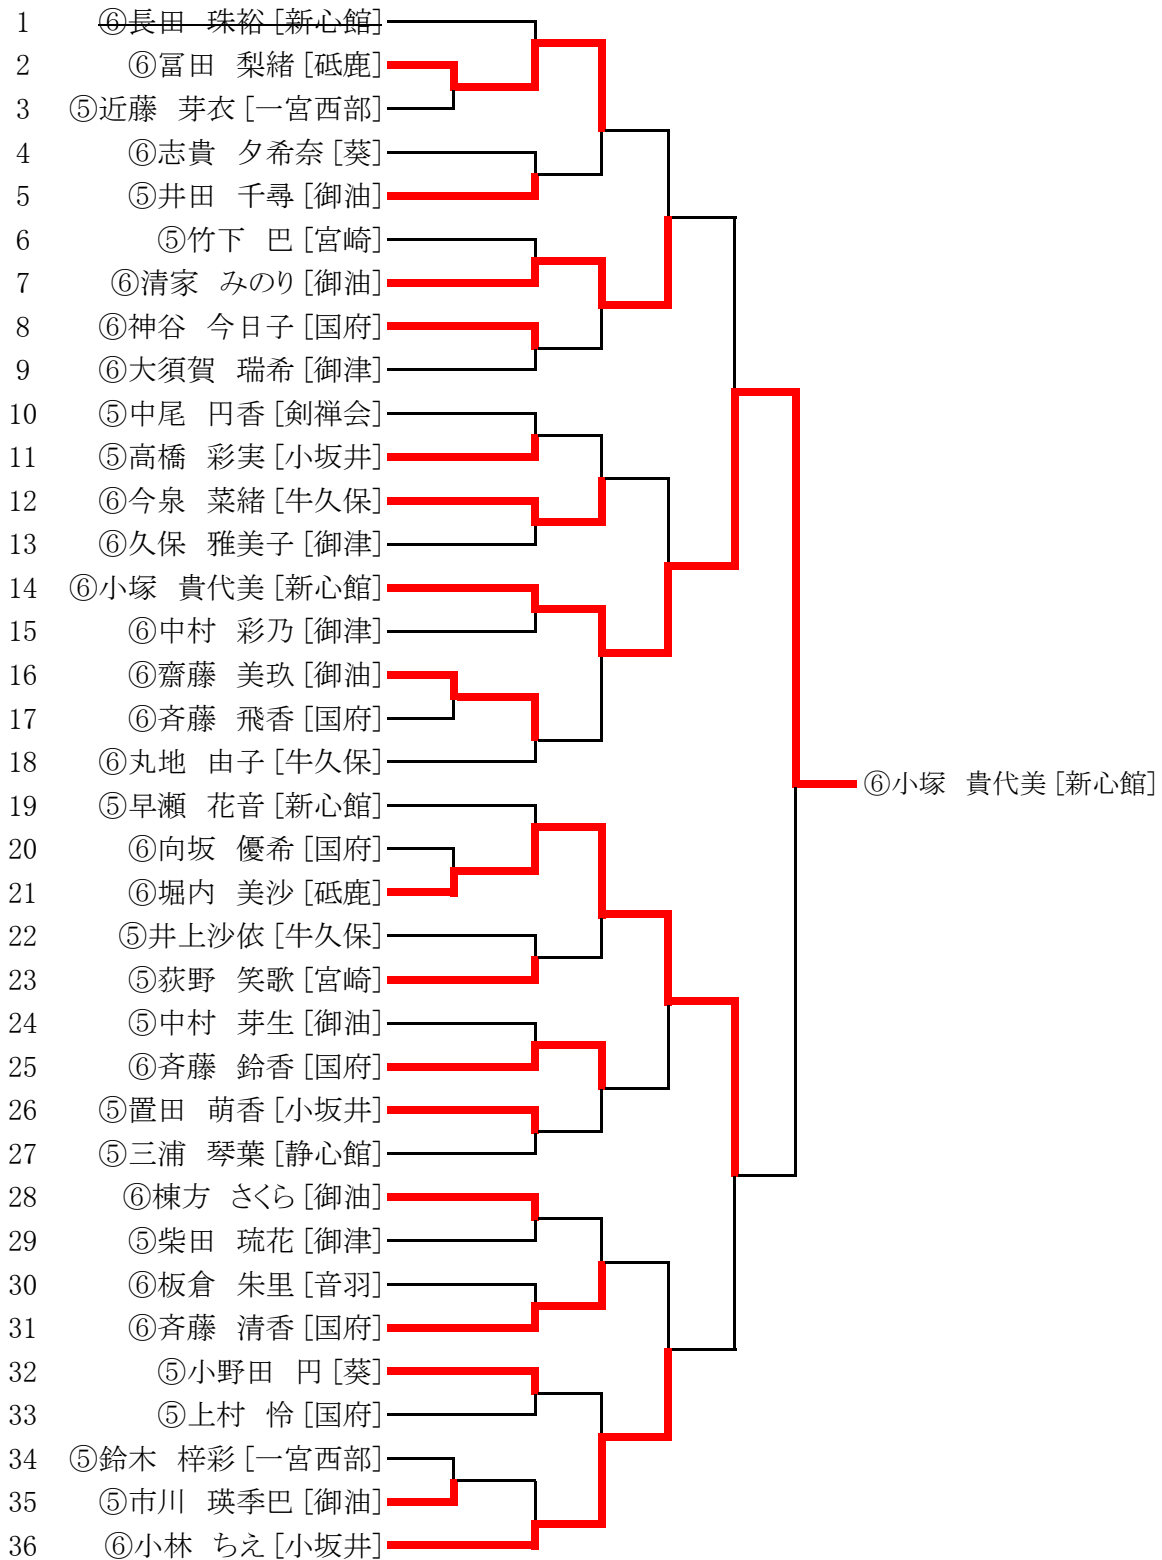 1 ⑥長田 珠裕 [新心館]
2 ⑥冨田 梨緒 [砥鹿]
3 ⑤近藤 芽衣 [一宮西部]
4 ⑥志貴 夕希奈 [葵]
5 ⑤井田 千尋 [御油]
6 ⑤竹下 巴 [宮崎]
7 ⑥清家 みのり [御油]
8 ⑥神谷 今日子 [国府]
9 ⑥大須賀 瑞希 [御津]
10 ⑤中尾 円香 [剣禅会]
11 ⑤高橋 彩実 [小坂井]
12 ⑥今泉 菜緒 [牛久保]
13 ⑥久保 雅美子 [御津]
14 ⑥小塚 貴代美 [新心館]
15 ⑥中村 彩乃 [御津]
16 ⑥齋藤 美玖 [御油]
17 ⑥斉藤 飛香 [国府]
18 ⑥丸地 由子 [牛久保]
⑥小塚 貴代美 [新心館]
19 ⑤早瀬 花音 [新心館]
20 ⑥向坂 優希 [国府]
21 ⑥堀内 美沙 [砥鹿]
22 ⑤井上沙依 [牛久保]
23 ⑤荻野 笑歌 [宮崎]
24 ⑤中村 芽生 [御油]
25 ⑥斉藤 鈴香 [国府]
26 ⑤置田 萌香 [小坂井]
27 ⑤三浦 琴葉 [静心館]
28 ⑥棟方 さくら [御油]
29 ⑤柴田 琉花 [御津]
30 ⑥板倉 朱里 [音羽]
31 ⑥斉藤 清香 [国府]
32 ⑤小野田 円 [葵]
33 ⑤上村 怜 [国府]
34 ⑤鈴木 梓彩 [一宮西部]
35 ⑤市川 瑛季巴 [御油]
36 ⑥小林 ちえ [小坂井]